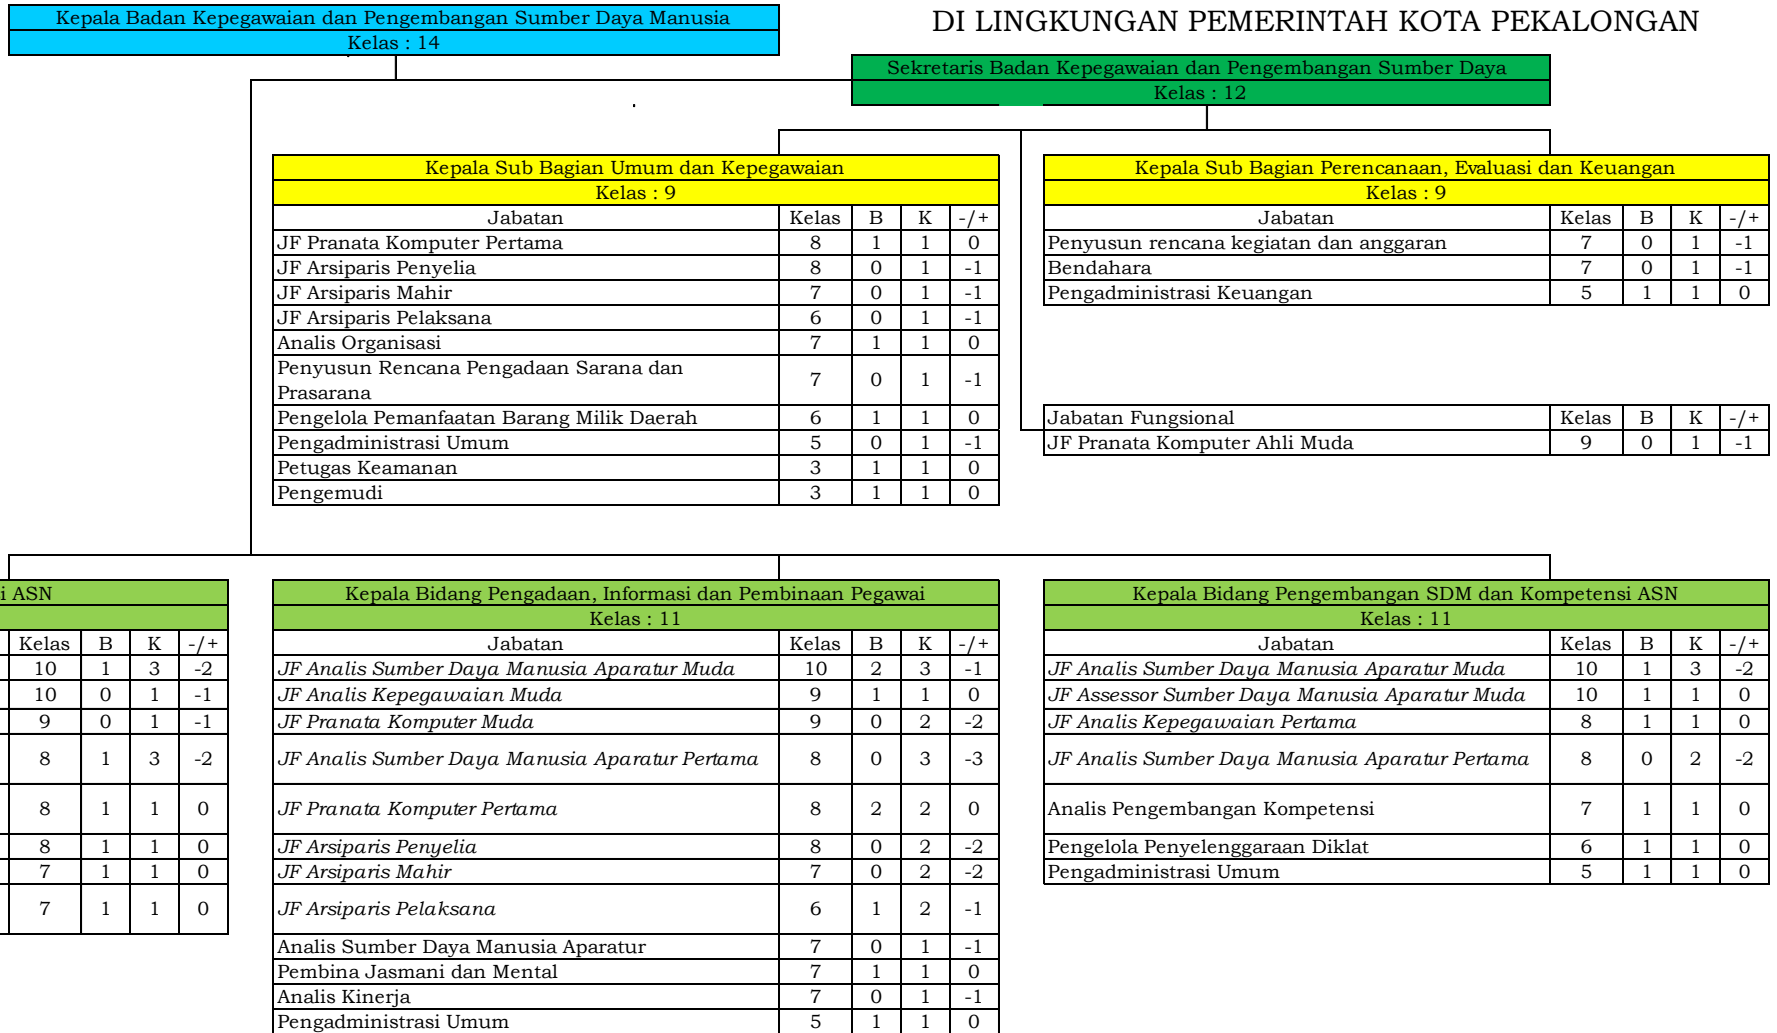 Kepala Badan Kepegawaian dan Pengembangan Sumber Daya Manusia
Kelas : 14
DI LINGKUNGAN PEMERINTAH KOTA PEKALONGAN
Sekretaris Badan Kepegawaian dan Pengembangan Sumber Daya
Kelas : 12
Kepala Sub Bagian Umum dan Kepegawaian
Kelas : 9
Jabatan Kelas B K -/+
JF Pranata Komputer Pertama 8 1 1 0
JF Arsiparis Penyelia 8 0 1 -1
JF Arsiparis Mahir 7 0 1 -1
JF Arsiparis Pelaksana 6 0 1 -1
Analis Organisasi 7 1 1 0
Penyusun Rencana Pengadaan Sarana dan
Prasarana 7 0 1 -1
Pengelola Pemanfaatan Barang Milik Daerah 6 1 1 0
Pengadministrasi Umum 5 0 1 -1
Petugas Keamanan 3 1 1 0
Pengemudi 3 1 1 0
Kepala Sub Bagian Perencanaan, Evaluasi dan Keuangan
Kelas : 9
Jabatan Kelas B K -/+
Penyusun rencana kegiatan dan anggaran 7 0 1 -1
Bendahara 7 0 1 -1
Pengadministrasi Keuangan 5 1 1 0
Jabatan Fungsional Kelas B K -/+
JF Pranata Komputer Ahli Muda 9 0 1 -1
i ASN
Kelas B K -/+
10 1 3 -2
10 0 1 -1
9 0 1 -1
8 1 3 -2
8 1 1 0
8 1 1 0
7 1 1 0
7 1 1 0
Kepala Bidang Pengadaan, Informasi dan Pembinaan Pegawai
Kelas : 11
Jabatan Kelas B K -/+
JF Analis Sumber Daya Manusia Aparatur Muda 10 2 3 -1
JF Analis Kepegawaian Muda 9 1 1 0
JF Pranata Komputer Muda 9 0 2 -2
JF Analis Sumber Daya Manusia Aparatur Pertama 8 0 3 -3
JF Pranata Komputer Pertama 8 2 2 0
JF Arsiparis Penyelia 8 0 2 -2
JF Arsiparis Mahir 7 0 2 -2
JF Arsiparis Pelaksana 6 1 2 -1
Analis Sumber Daya Manusia Aparatur 7 0 1 -1
Pembina Jasmani dan Mental 7 1 1 0
Analis Kinerja 7 0 1 -1
Pengadministrasi Umum 5 1 1 0
Kepala Bidang Pengembangan SDM dan Kompetensi ASN
Kelas : 11
Jabatan Kelas B K -/+
JF Analis Sumber Daya Manusia Aparatur Muda 10 1 3 -2
JF Assessor Sumber Daya Manusia Aparatur Muda 10 1 1 0
JF Analis Kepegawaian Pertama 8 1 1 0
JF Analis Sumber Daya Manusia Aparatur Pertama 8 0 2 -2
Analis Pengembangan Kompetensi 7 1 1 0
Pengelola Penyelenggaraan Diklat 6 1 1 0
Pengadministrasi Umum 5 1 1 0